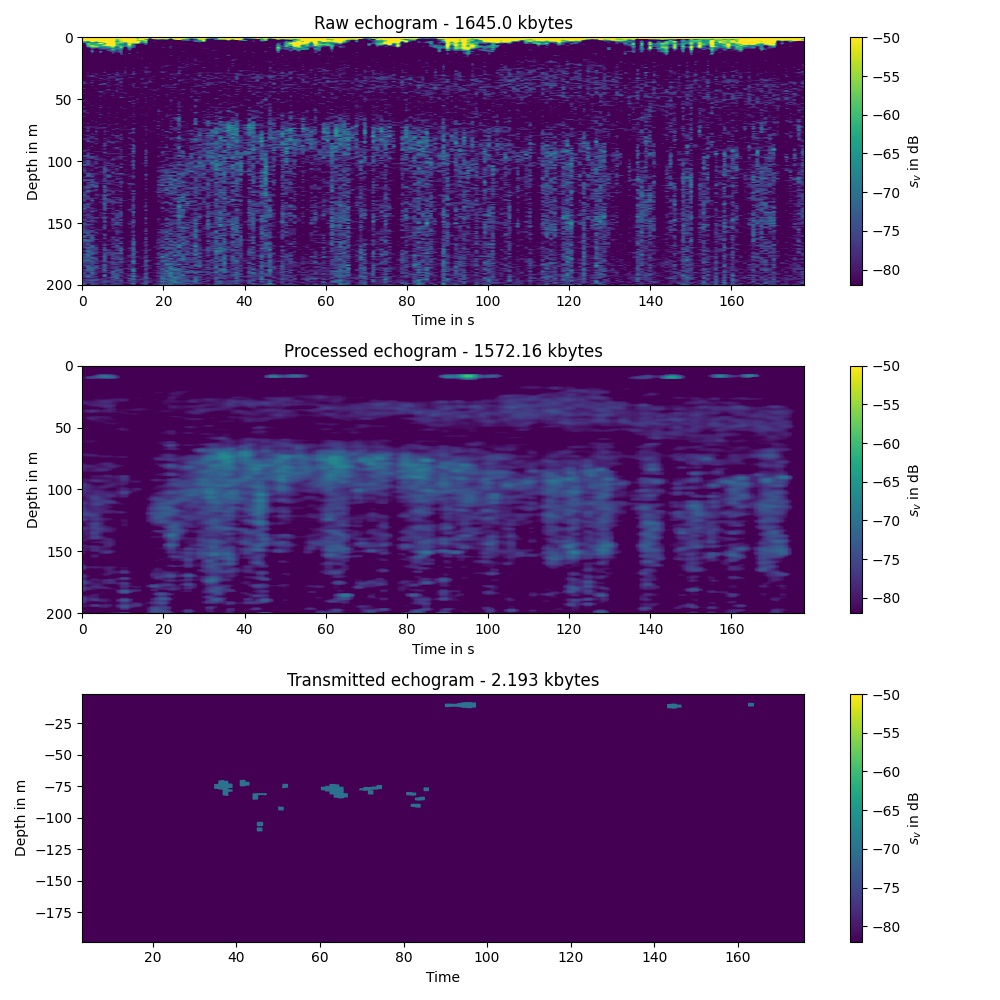 Raw echogram - 1645.0 kbytes
0
50
100
150
200
Depth in m
0 20 40 60 80 100 120 140 160
Time in s
−50
−55
−60
−65
−70
−75
−80
s_v in dB
Processed echogram - 1572.16 kbytes
0
50
100
150
200
Depth in m
0 20 40 60 80 100 120 140 160
Time in s
−50
−55
−60
−65
−70
−75
−80
s_v in dB
Transmitted echogram - 2.193 kbytes
−25
−50
−75
−100
−125
−150
−175
Depth in m
20 40 60 80 100 120 140 160
Time
−50
−55
−60
−65
−70
−75
−80
s_v in dB